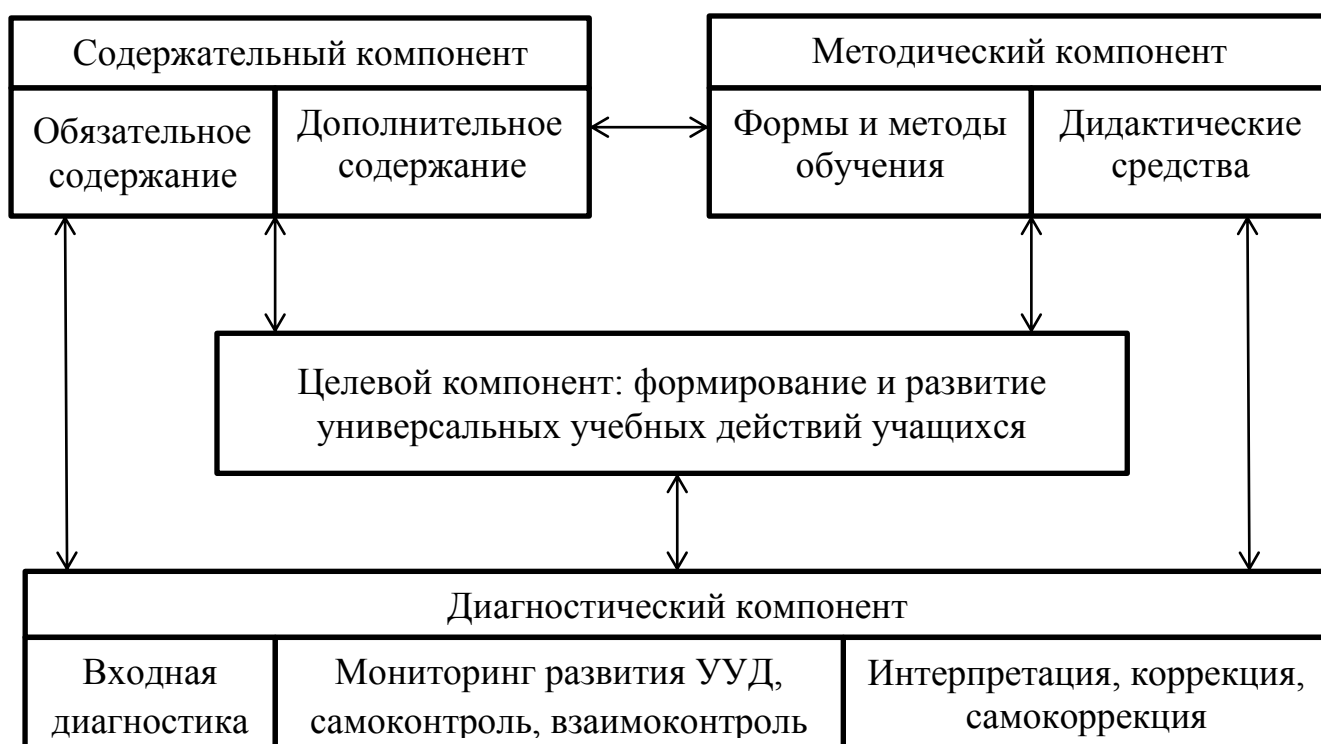 Содержательный компонент
Обязательное
содержание
Дополнительное
содержание
Методический компонент
Формы и методы
обучения
Дидактические
средства
Целевой компонент: формирование и развитие
универсальных учебных действий учащихся
Диагностический компонент
Входная
диагностика
Мониторинг развития УУД,
самоконтроль, взаимоконтроль
Интерпретация, коррекция,
самокоррекция